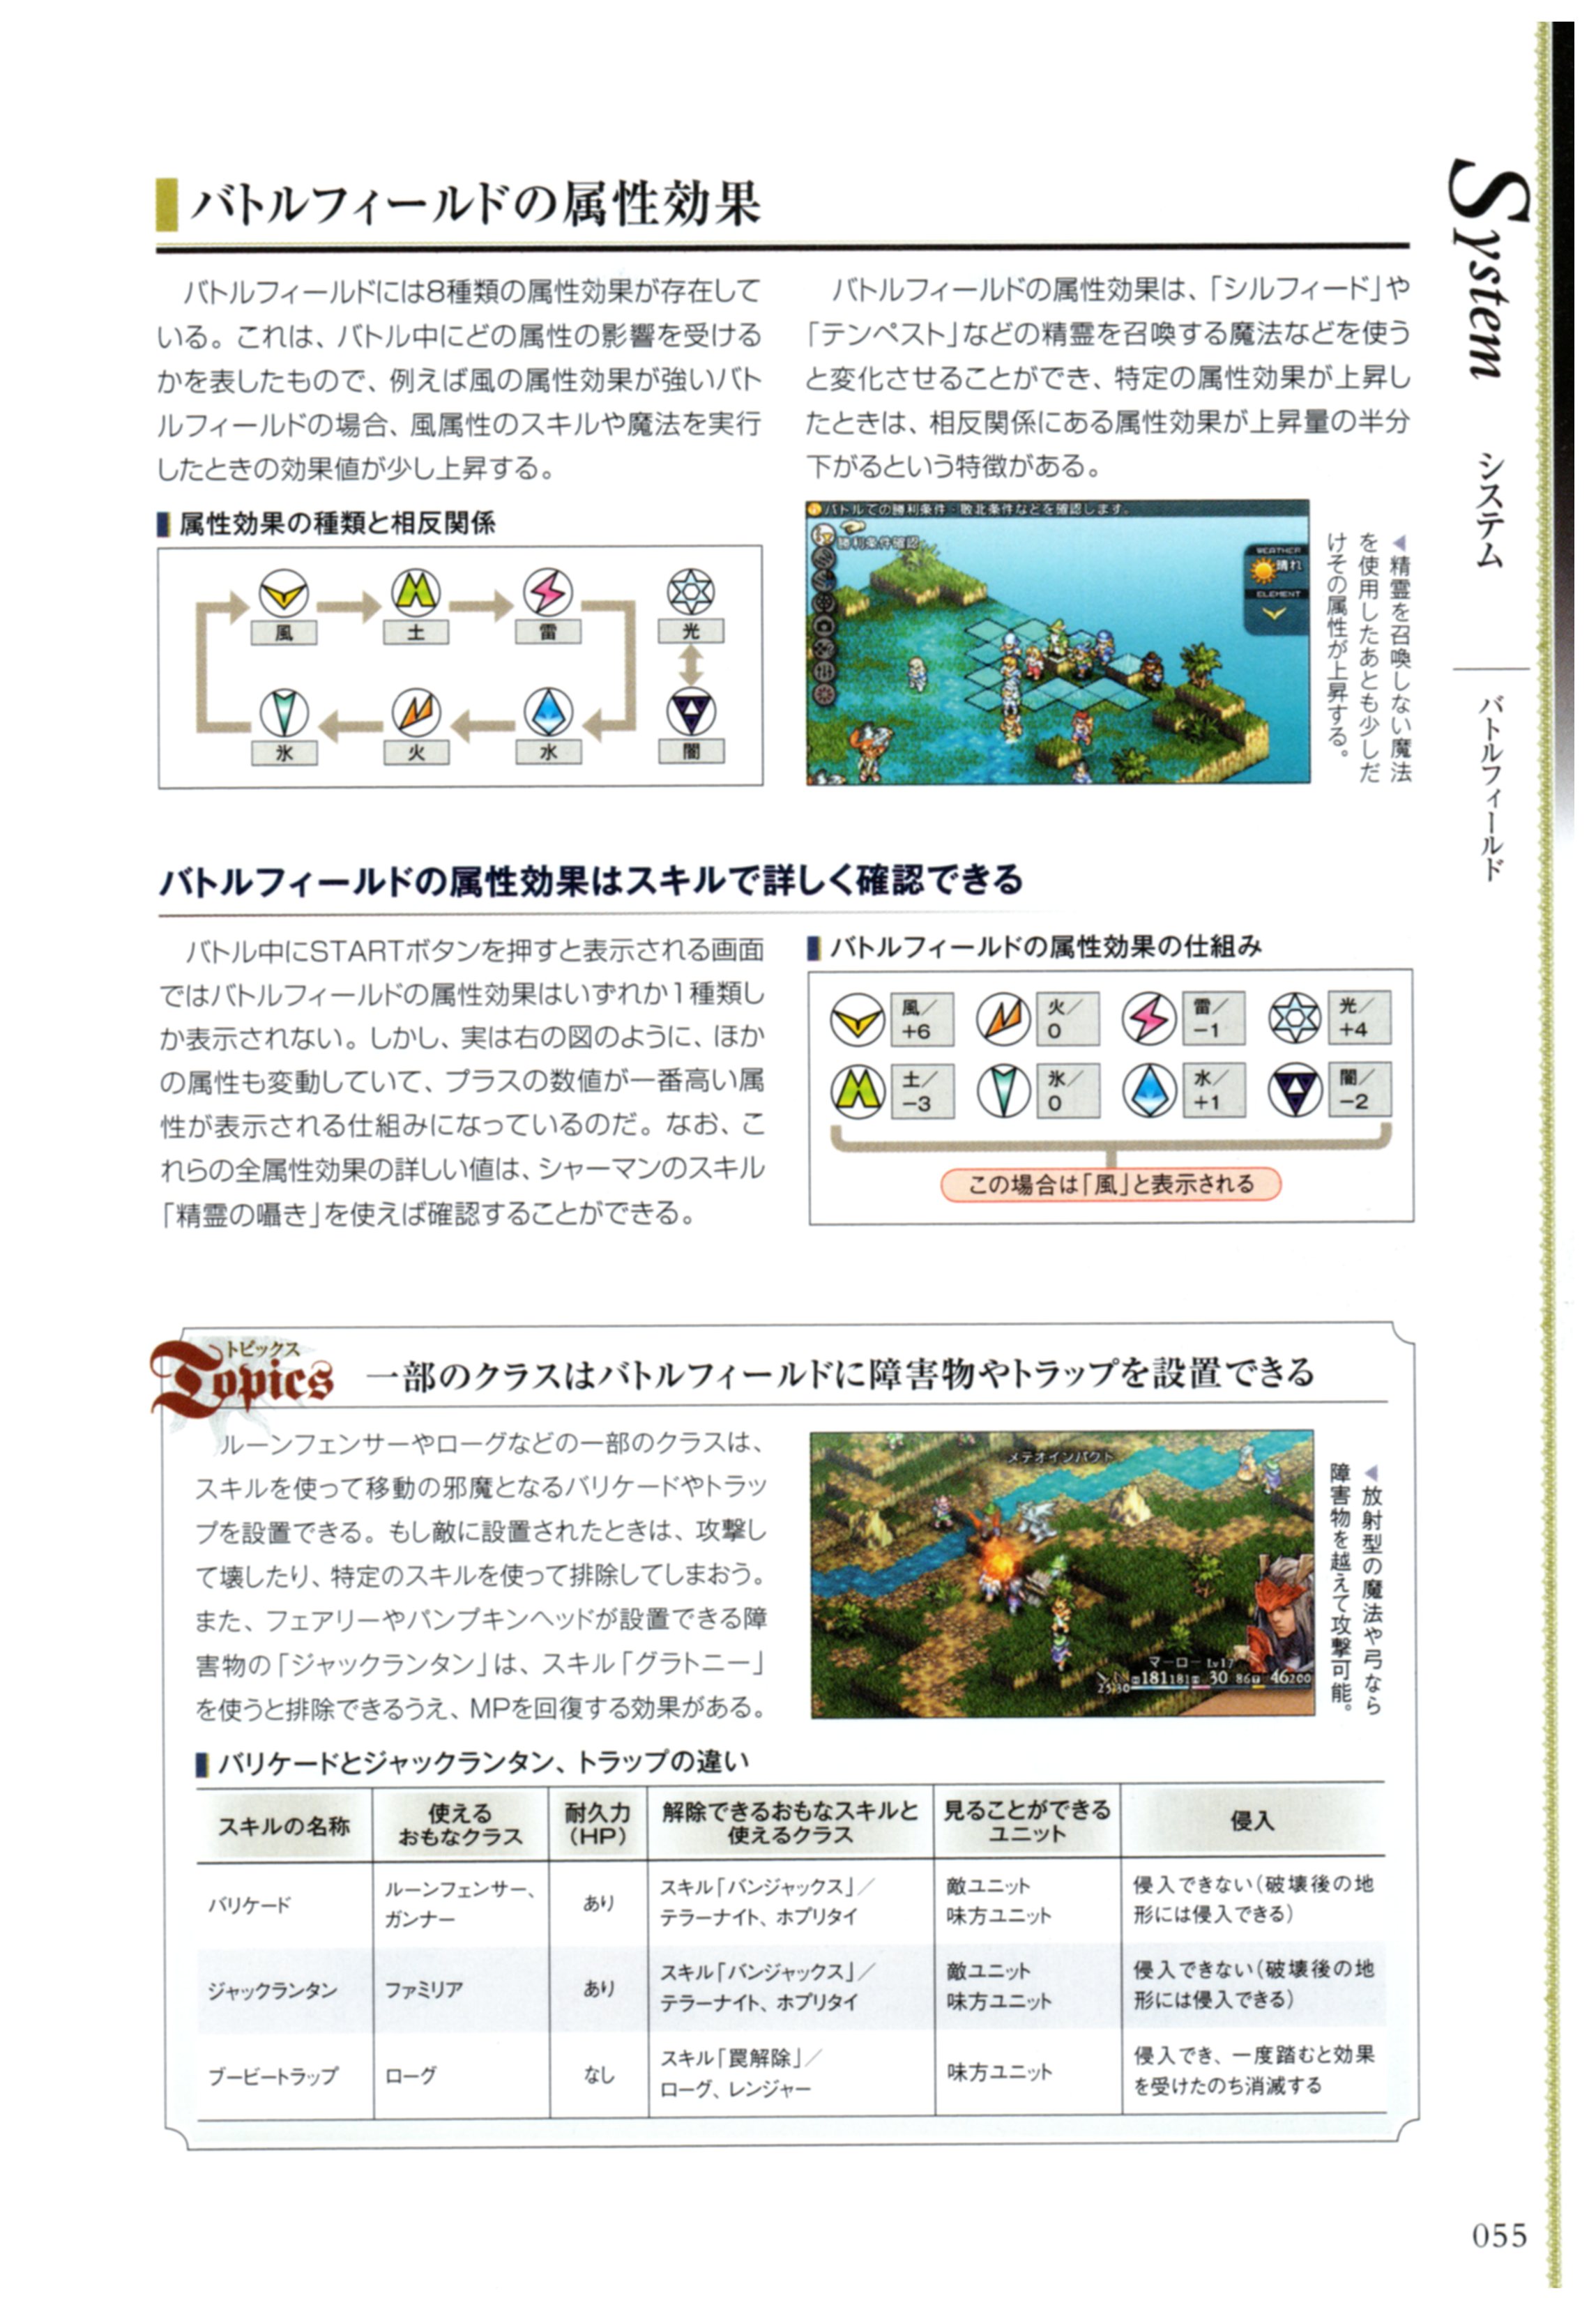 バトルフィールドの属性効果
　バトルフィールドには8種類の属性効果が存在して
いる。これは、バトル中にどの属性の影響を受ける
かを表したもので、例えば風の属性効果が強いバト
ルフィールドの場合、風属性のスキルや魔法を実行
したときの効果値が少し上昇する。
　バトルフィールドの属性効果は、「シルフィード」や
「テンペスト」などの精霊を召喚する魔法などを使う
と変化させることができ、特定の属性効果が上昇し
たときは、相反関係にある属性効果が上昇量の半分
下がるという特徴がある。
属性効果の種類と相反関係
風
土
雷
光
氷
火
水
闇
バトルでの勝利条件・敗北条件などを確認します。
勝利条件確認
WEATHER
晴れ
ELEMENT
◀精霊を召喚しない魔法
を使用したあとも少しだ
けその属性が上昇する。
バトルフィールドの属性効果はスキルで詳しく確認できる
　バトル中にSTARTボタンを押すと表示される画面
ではバトルフィールドの属性効果はいずれか1種類し
か表示されない。しかし、実は右の図のように、ほか
の属性も変動していて、プラスの数値が一番高い属
性が表示される仕組みになっているのだ。なお、こ
れらの全属性効果の詳しい値は、シャーマンのスキル
「精霊の囁き」を使えば確認することができる。
バトルフィールドの属性効果の仕組み
風／
+6
火／
0
雷／
−1
光／
+4
土／
−3
氷／
0
水／
+1
闇／
−2
この場合は「風」と表示される
トピックス
Topics
一部のクラスはバトルフィールドに障害物やトラップを設置できる
　ルーンフェンサーやローグなどの一部のクラスは、
スキルを使って移動の邪魔となるバリケードやトラッ
プを設置できる。もし敵に設置されたときは、攻撃し
て壊したり、特定のスキルを使って排除してしまおう。
また、フェアリーやパンプキンヘッドが設置できる障
害物の「ジャックランタン」は、スキル「グラトニー」
を使うと排除できるうえ、MPを回復する効果がある。
メテオインパクト
マーロー Lv17
181 181 30 86 46 200
◀放射型の魔法や弓なら
障害物を越えて攻撃可能。
バリケードとジャックランタン、トラップの違い
スキルの名称
使える
おもなクラス
耐久力
（HP）
解除できるおもなスキルと
使えるクラス
見ることができる
ユニット
侵入
バリケード
ルーンフェンサー、
ガンナー
あり
スキル「バンジャックス」／
テラーナイト、ホプリタイ
敵ユニット
味方ユニット
侵入できない（破壊後の地
形には侵入できる）
ジャックランタン
ファミリア
あり
スキル「バンジャックス」／
テラーナイト、ホプリタイ
敵ユニット
味方ユニット
侵入できない（破壊後の地
形には侵入できる）
ブービートラップ
ローグ
なし
スキル「罠解除」／
ローグ、レンジャー
味方ユニット
侵入でき、一度踏むと効果
を受けたのち消滅する
System
システム
バトルフィールド
055